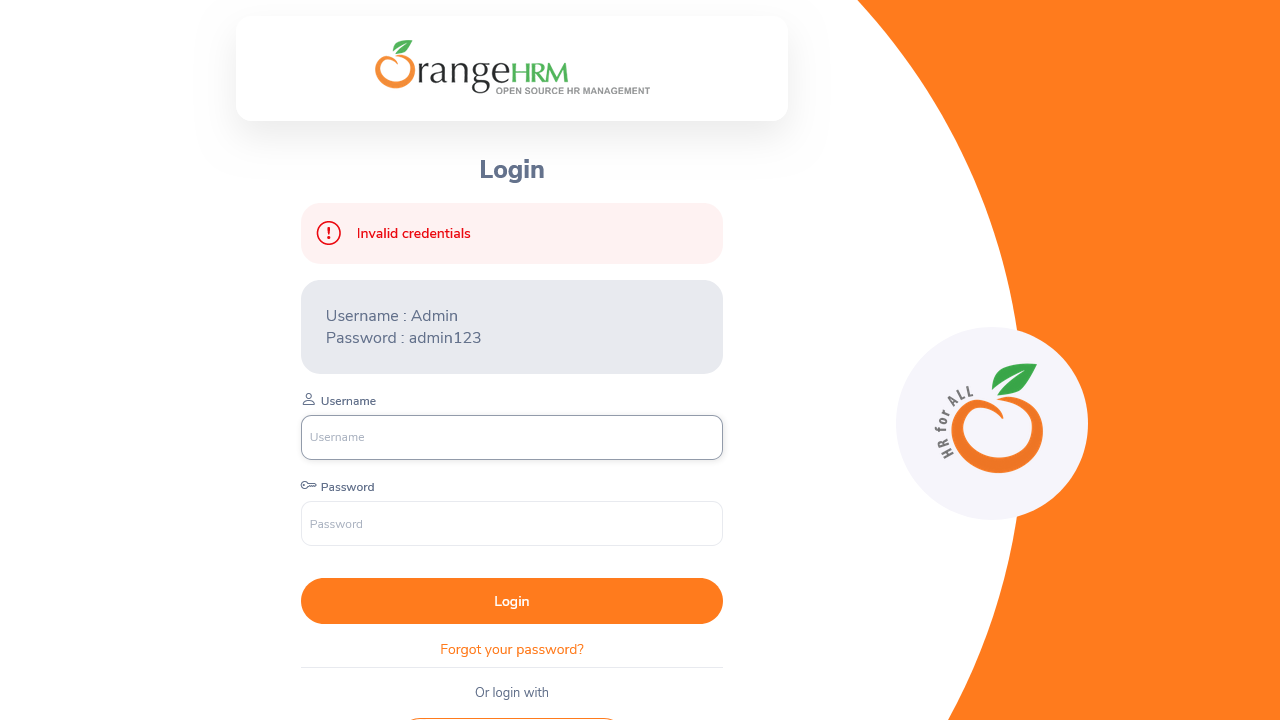 OrangeHRM
OPEN SOURCE HR MANAGEMENT
Login
Invalid credentials
Username : Admin
Password : admin123
Username
Username
Password
Password
Login
Forgot your password?
Or login with
HR for ALL